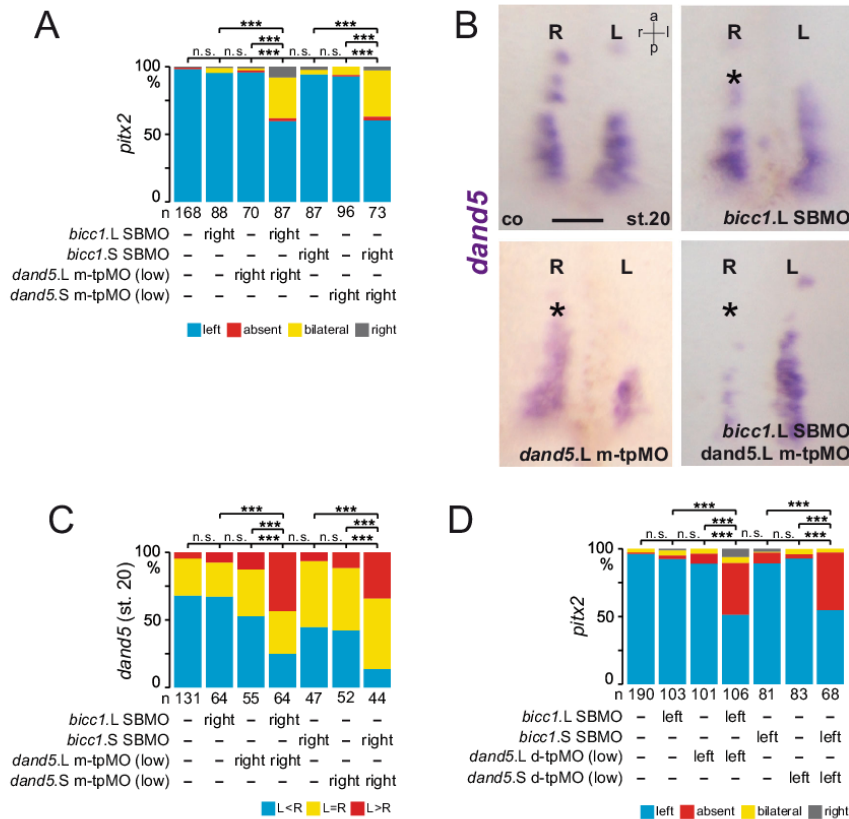 A
***
***
***
***
***
n.s. n.s. *** n.s. n.s. ***
100
%
50
0
pitx2
n 168 88 70 87 87 96 73
bicc1.L SBMO – right – right – – –
bicc1.S SBMO – – – – right – right
dand5.L m-tpMO (low) – – right right – – –
dand5.S m-tpMO (low) – – – – – right right
left absent bilateral right
B
dand5
R L
a
r l
p
co st.20
R L
*
bicc1.L SBMO
R L
*
dand5.L m-tpMO
R L
*
bicc1.L SBMO
dand5.L m-tpMO
C
*** ***
*** ***
n.s. n.s. *** n.s. n.s. ***
100
%
50
0
dand5 (st. 20)
n 131 64 55 64 47 52 44
bicc1.L SBMO – right – right – – –
bicc1.S SBMO – – – – right – right
dand5.L m-tpMO (low) – – right right – – –
dand5.S m-tpMO (low) – – – – – right right
L<R L=R L>R
D
*** ***
*** ***
n.s. n.s. *** n.s. n.s. ***
100
%
50
0
pitx2
n 190 103 101 106 81 83 68
bicc1.L SBMO – left – left – – –
bicc1.S SBMO – – – – left – left
dand5.L d-tpMO (low) – – left left – – –
dand5.S d-tpMO (low) – – – – – left left
left absent bilateral right